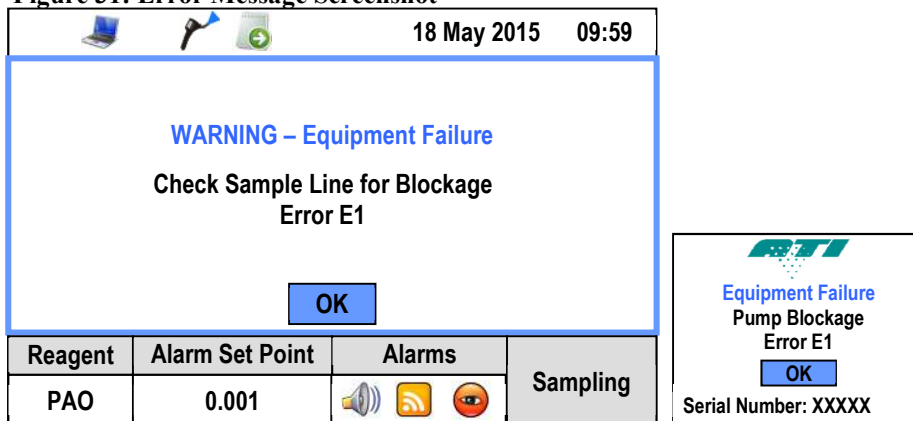 Figure 31: Error Message Screenshot
18 May 2015 09:59
WARNING – Equipment Failure
Check Sample Line for Blockage
Error E1
OK
Reagent Alarm Set Point Alarms Sampling
PAO 0.001
ATI
Equipment Failure
Pump Blockage
Error E1
OK
Serial Number: XXXXX